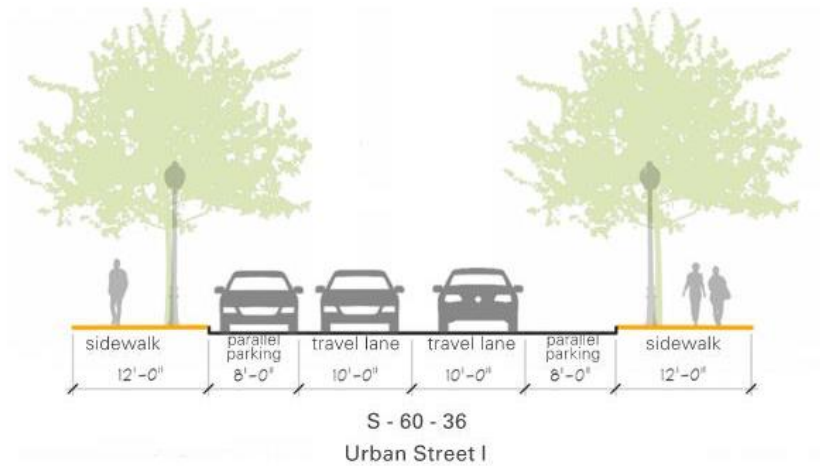 sidewalk
parallel
parking
travel lane
travel lane
parallel
parking
sidewalk
12'-0"
8'-0"
10'-0"
10'-0"
8'-0"
12'-0"
S - 60 - 36
Urban Street I